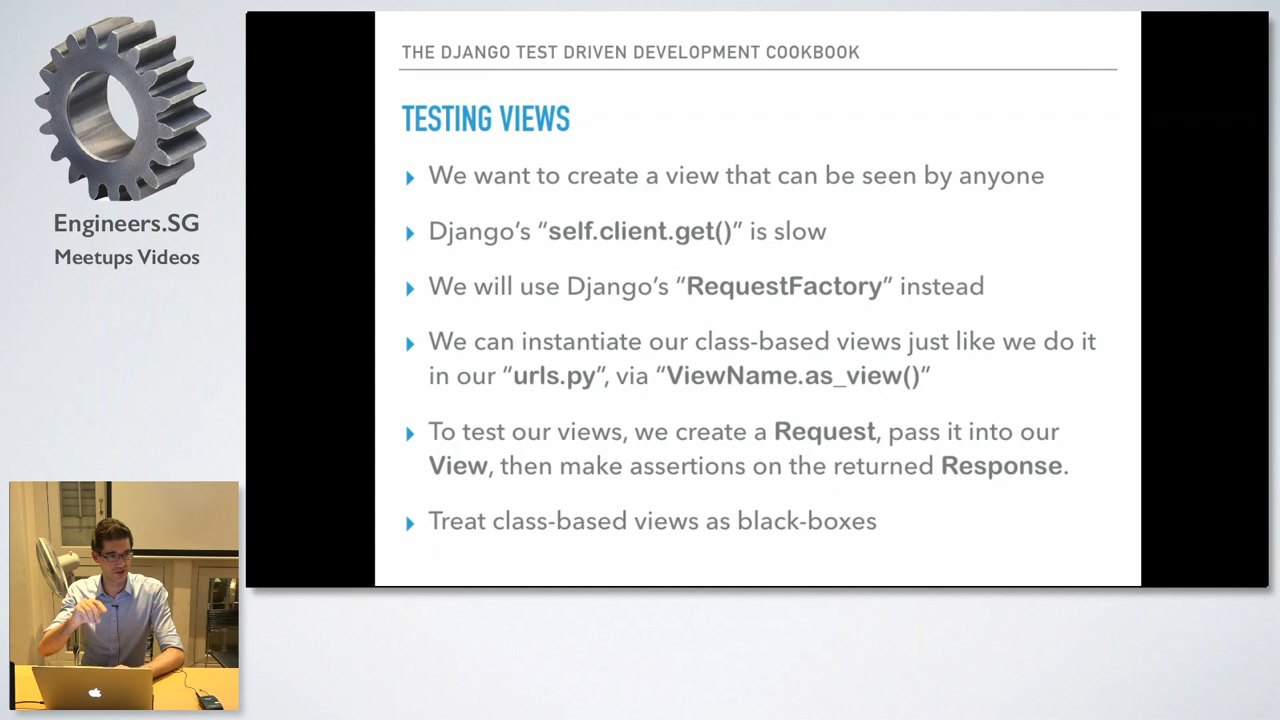 Engineers.SG
Meetups Videos
THE DJANGO TEST DRIVEN DEVELOPMENT COOKBOOK
TESTING VIEWS
We want to create a view that can be seen by anyone
Django’s “self.client.get()” is slow
We will use Django’s “RequestFactory” instead
We can instantiate our class-based views just like we do it
in our “urls.py”, via “ViewName.as_view()”
To test our views, we create a Request, pass it into our
View, then make assertions on the returned Response.
Treat class-based views as black-boxes